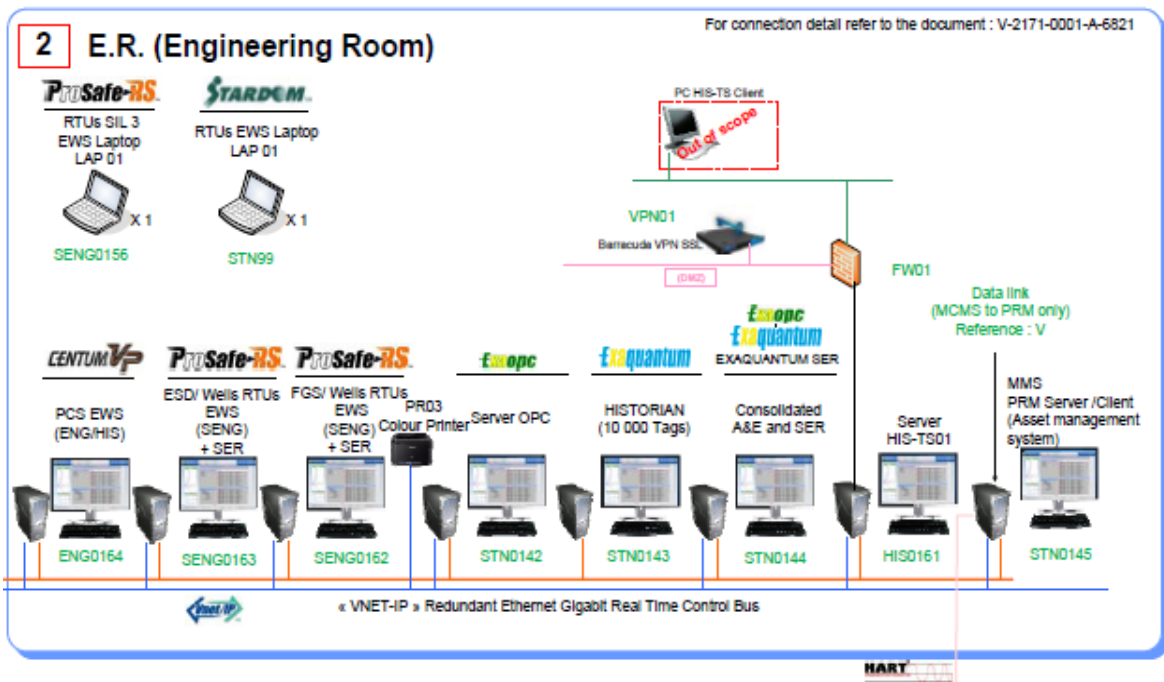 For connection detail refer to the document : V-2171-0001-A-6821
2 E.R. (Engineering Room)
ProSafe-RS
RTUs SIL 3
EWS Laptop
LAP 01
X 1
SENG0156
STARDOM
RTUs EWS Laptop
LAP 01
X 1
STN99
PC HIS-TS Client
Out of scope
VPN01
Barracuda VPN SSL
(DMZ)
FW01
Data link
(MCMS to PRM only)
Reference : V
CENTUM VP
PCS EWS
(ENG/HIS)
ENG0164
ProSafe-RS
ESD/ Wells RTUs
EWS
(SENG)
+ SER
SENG0163
ProSafe-RS
FGS/ Wells RTUs
EWS
(SENG)
+ SER
SENG0162
PR03
Colour Printer
Exaopc
Server OPC
STN0142
Exaquantum
HISTORIAN
(10 000 Tags)
STN0143
Exaopc
Exaquantum
EXAQUANTUM SER
Consolidated
A&E and SER
STN0144
Server
HIS-TS01
HIS0161
MMS
PRM Server /Client
(Asset management
system)
STN0145
Vnet/IP
« VNET-IP » Redundant Ethernet Gigabit Real Time Control Bus
HART